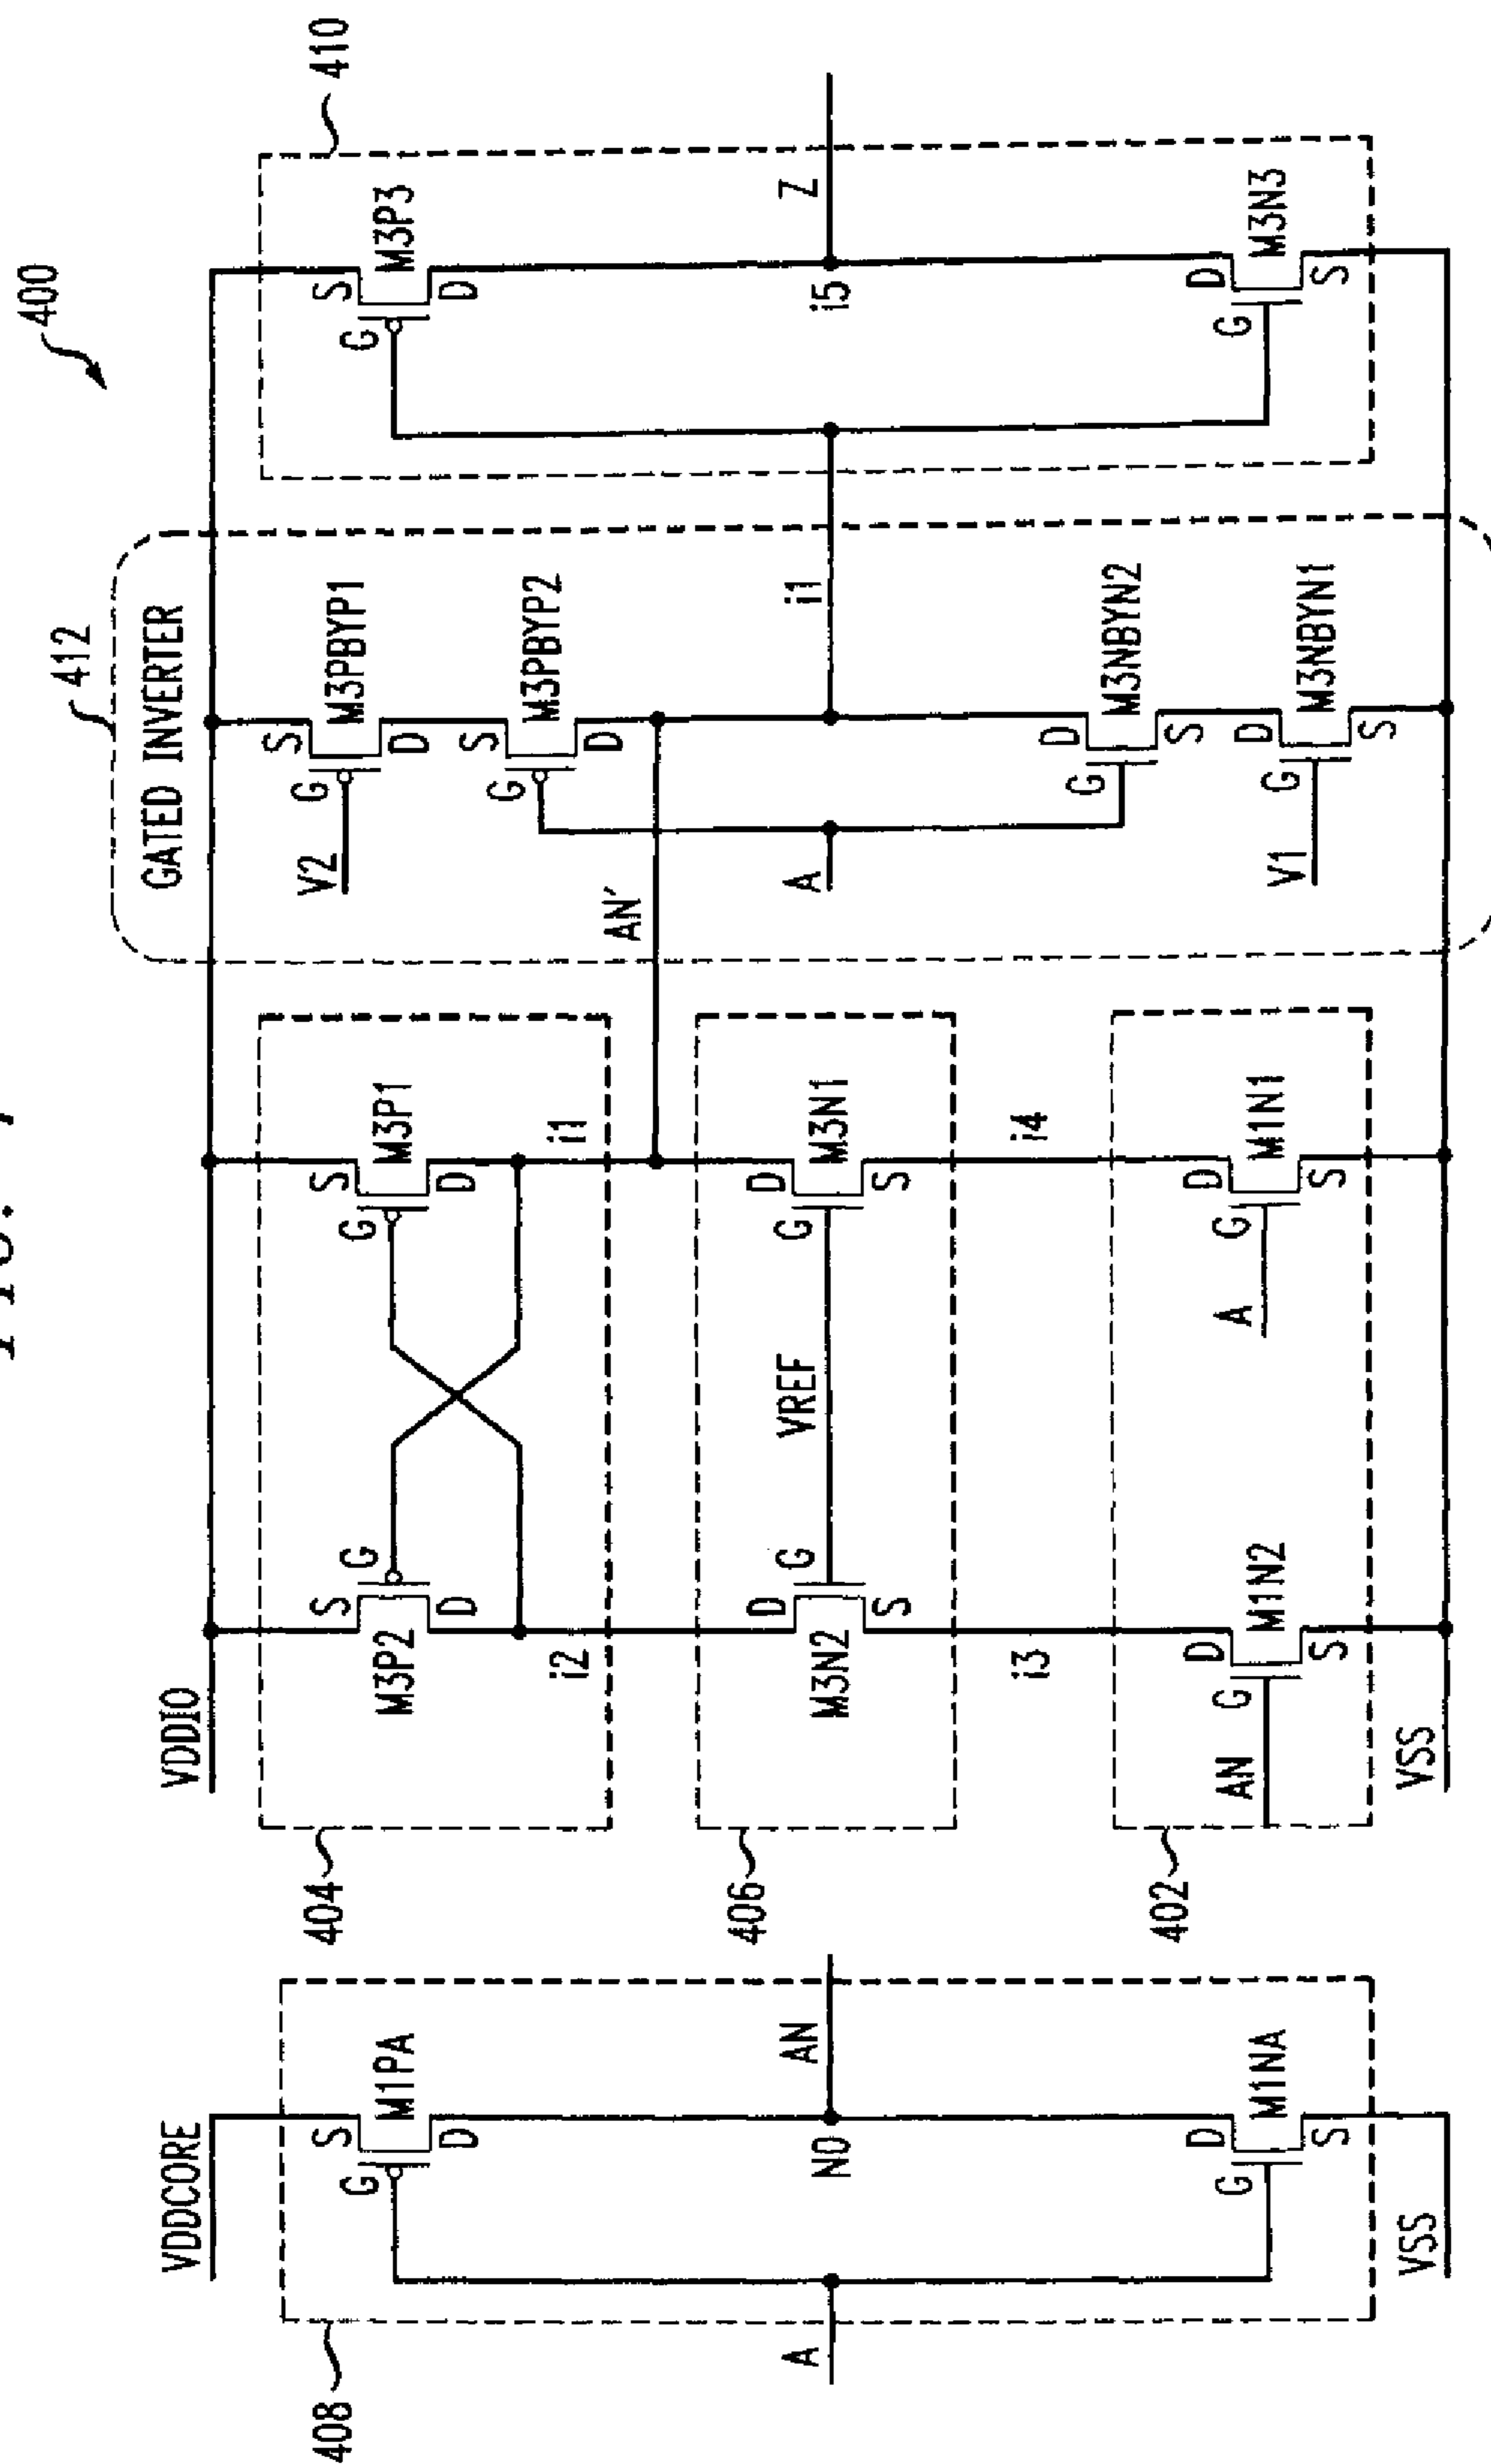 400
408
VDDCORE
S
G
M1PA
D
A
N0
AN
D
G
M1NA
S
VSS
404
VDDIO
S
G
M3P2
D
i2
S
G
M3P1
D
i1
406
D
G
M3N2
S
VREF
D
G
M3N1
S
i3
i4
402
AN
D
G
M1N2
S
A
D
G
M1N1
S
VSS
412
GATED INVERTER
V2
S
G
M3PBYP1
D
S
G
M3PBYP2
D
AN'
A
i1
D
G
M3NBYN2
S
V1
D
G
M3NBYN1
S
410
S
G
M3P3
D
i5
Z
D
G
M3N3
S